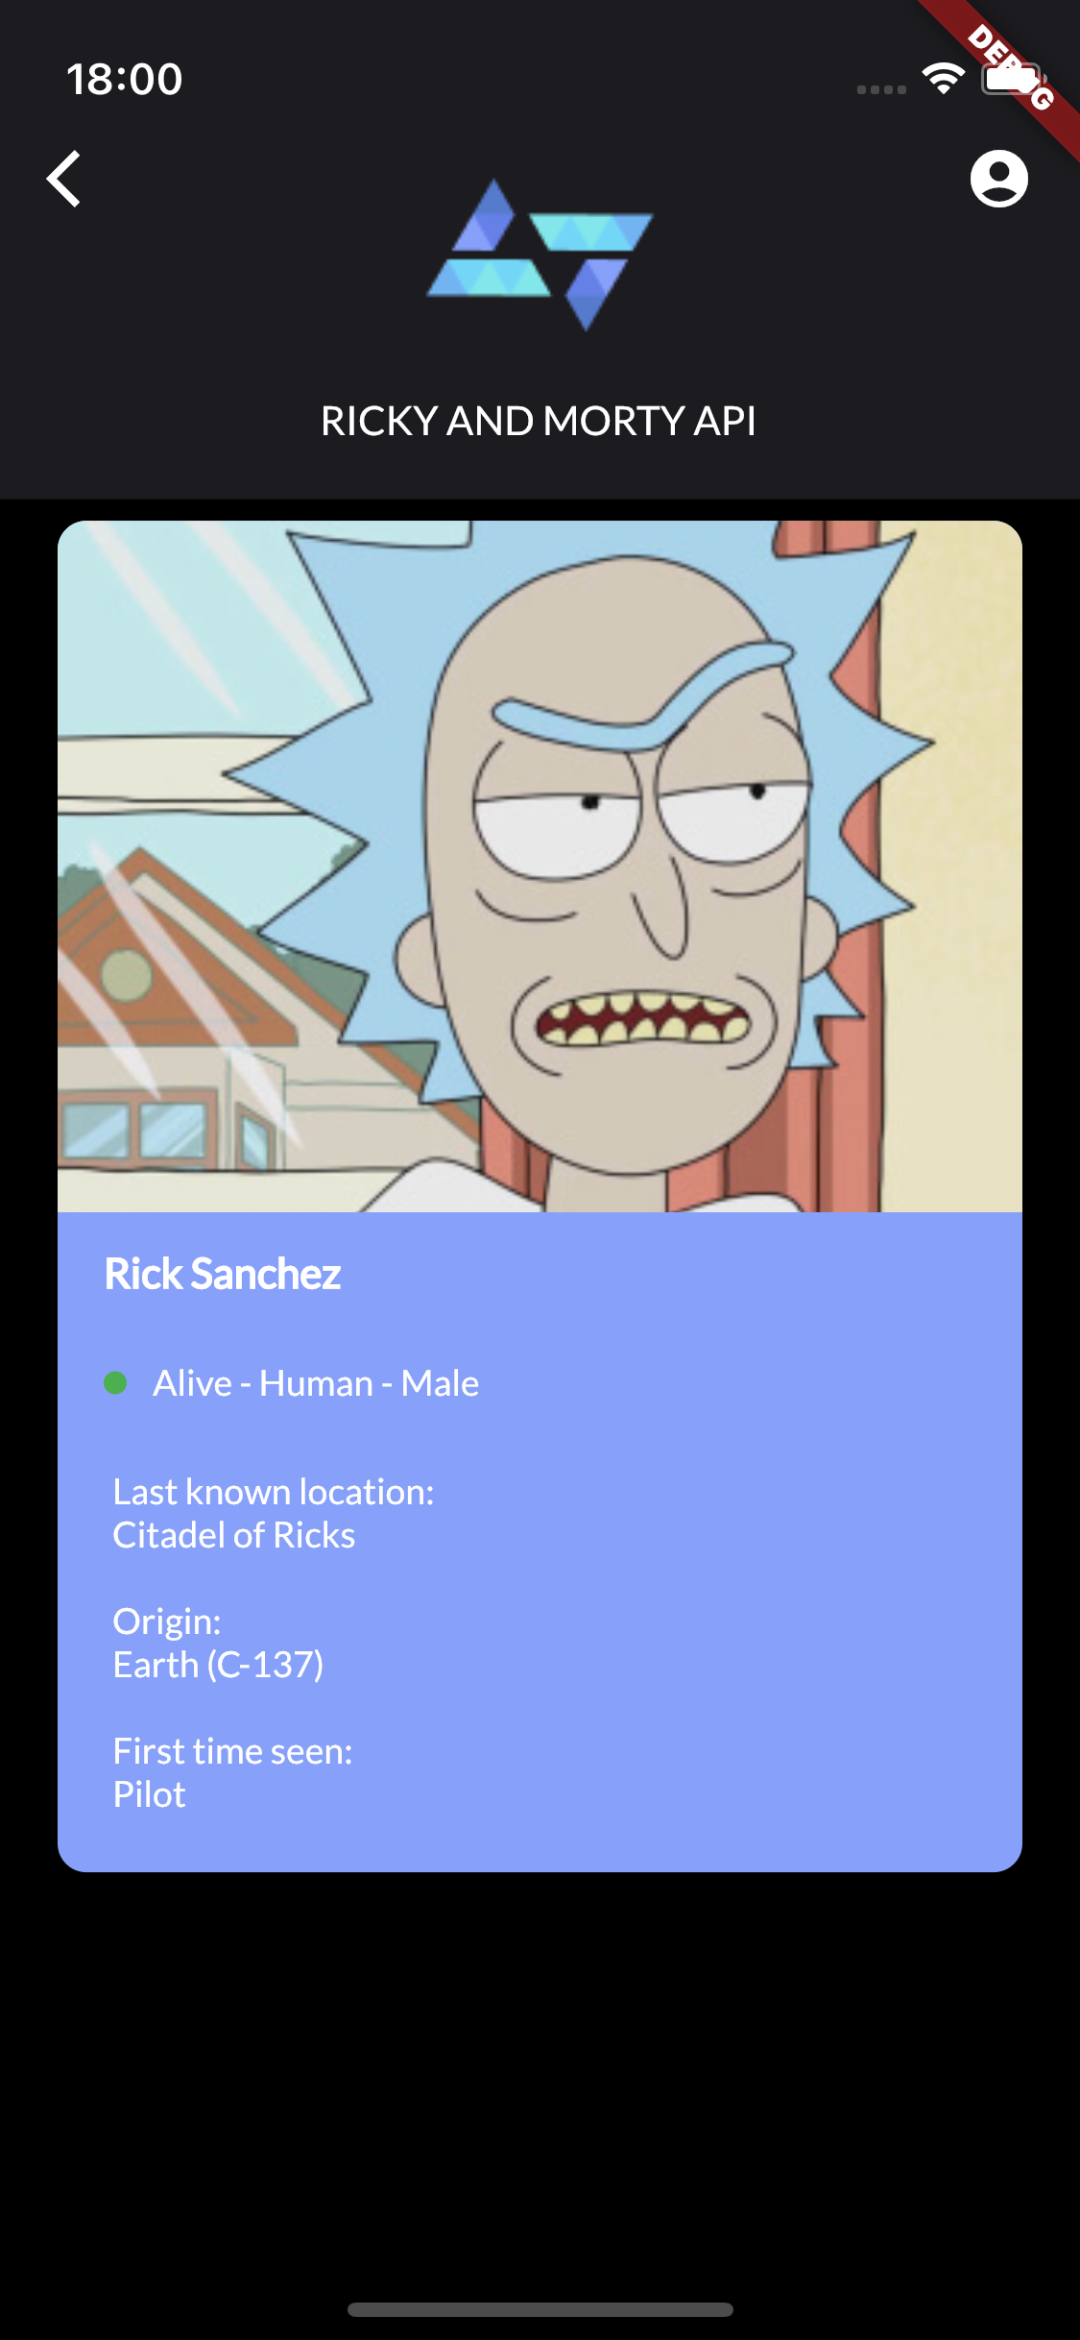 18:00
DEBUG
RICKY AND MORTY API
Rick Sanchez
Alive - Human - Male
Last known location:
Citadel of Ricks
Origin:
Earth (C-137)
First time seen:
Pilot